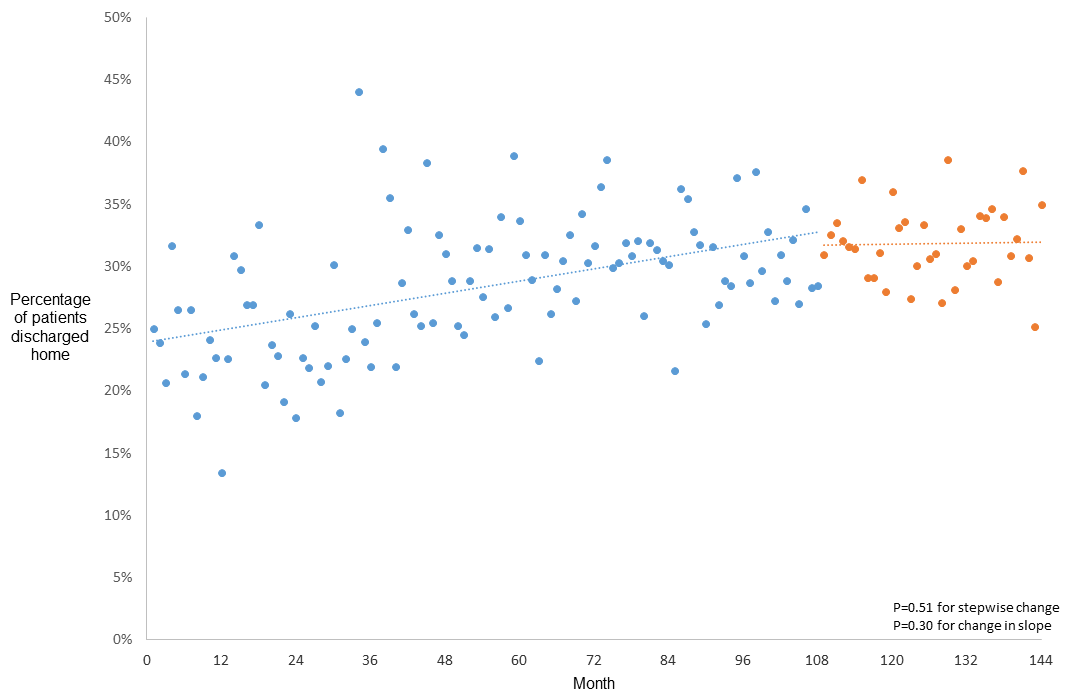 50%
45%
40%
35%
30%
25%
20%
15%
10%
5%
0%
Percentage
of patients
discharged
home
P=0.51 for stepwise change
P=0.30 for change in slope
0 12 24 36 48 60 72 84 96 108 120 132 144
Month